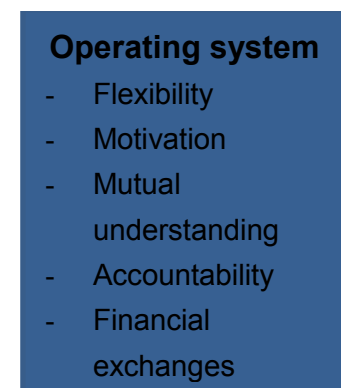 Operating system
- Flexibility
- Motivation
- Mutual
understanding
- Accountability
- Financial
exchanges